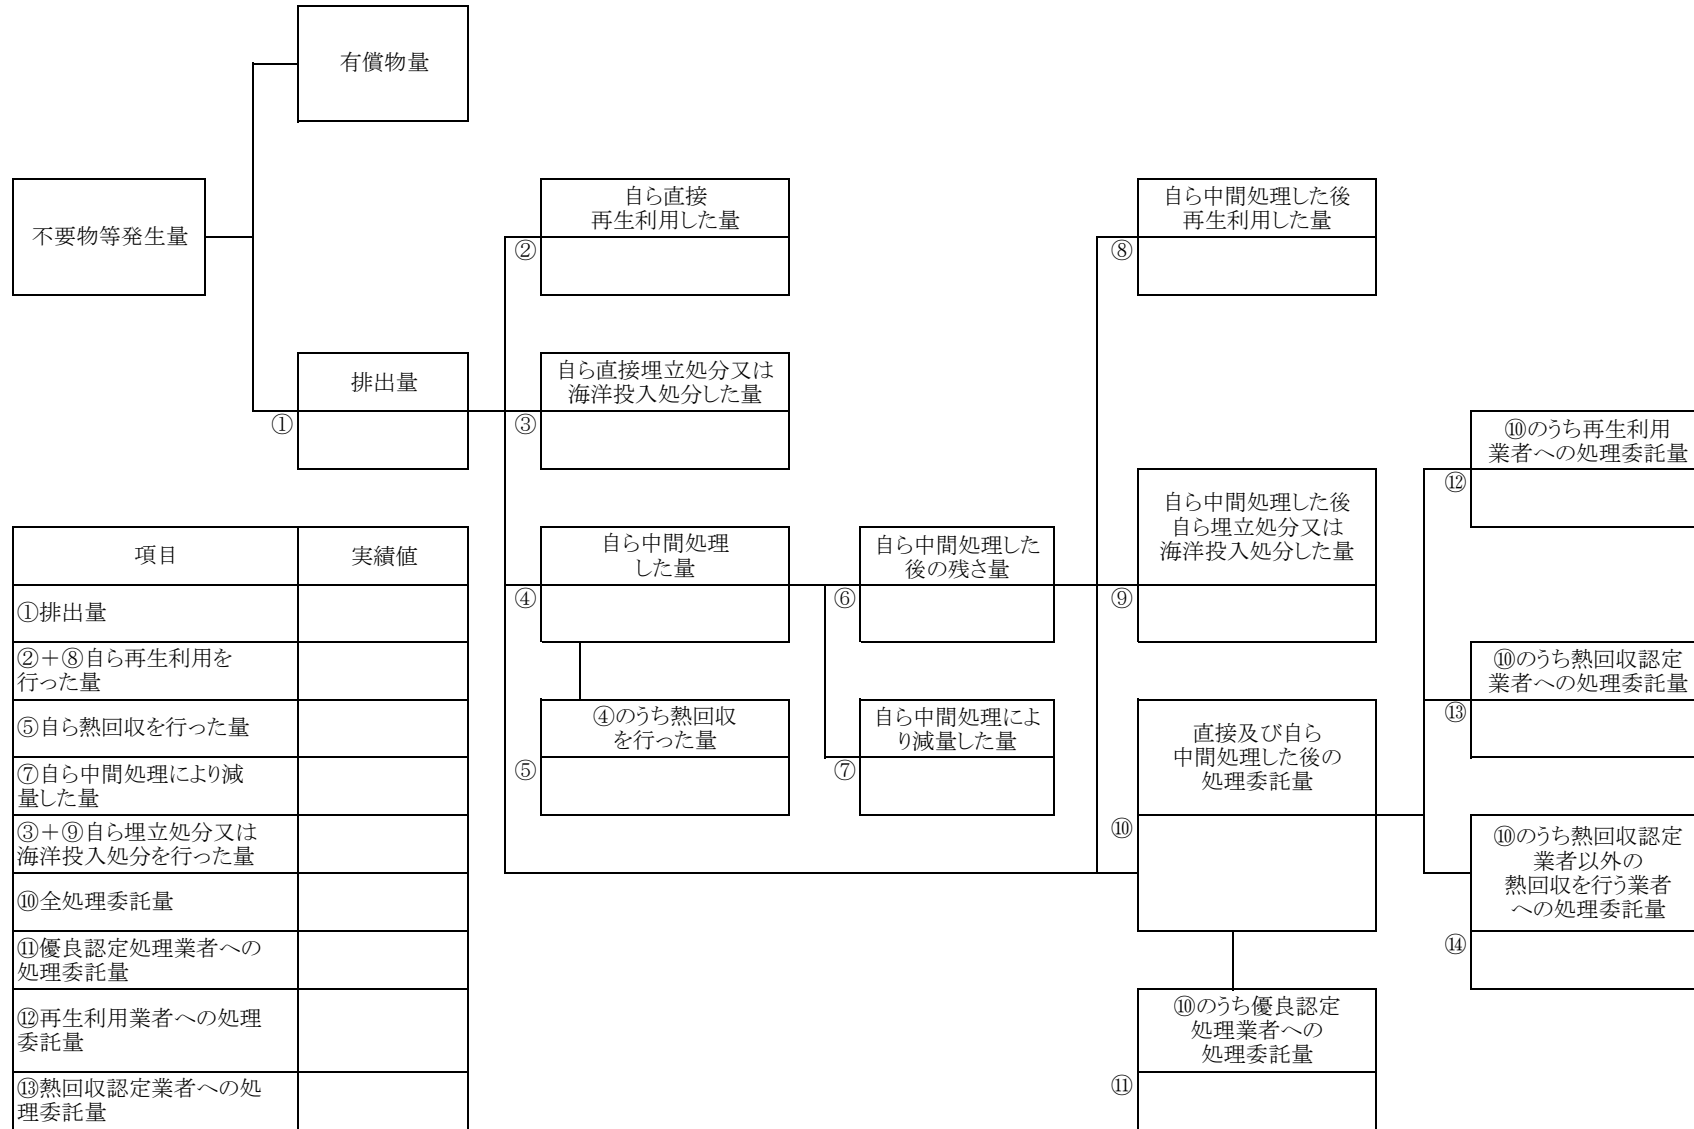 有償物量
不要物等発生量
自ら直接
再生利用した量
②
自ら中間処理した後
再生利用した量
⑧
排出量
①
自ら直接埋立処分又は
海洋投入処分した量
③
⑩のうち再生利用
業者への処理委託量
⑫
自ら中間処理した後
自ら埋立処分又は
海洋投入処分した量
⑨
自ら中間処理
した量
④
自ら中間処理した
後の残さ量
⑥
④のうち熱回収
を行った量
⑤
自ら中間処理によ
り減量した量
⑦
直接及び自ら
中間処理した後の
処理委託量
⑩
⑩のうち熱回収認定
業者への処理委託量
⑬
⑩のうち熱回収認定
業者以外の
熱回収を行う業者
への処理委託量
⑭
⑩のうち優良認定
処理業者への
処理委託量
⑪
項目 実績値
①排出量
②＋⑧自ら再生利用を
行った量
⑤自ら熱回収を行った量
⑦自ら中間処理により減
量した量
③＋⑨自ら埋立処分又は
海洋投入処分を行った量
⑩全処理委託量
⑪優良認定処理業者への
処理委託量
⑫再生利用業者への処理
委託量
⑬熱回収認定業者への処
理委託量